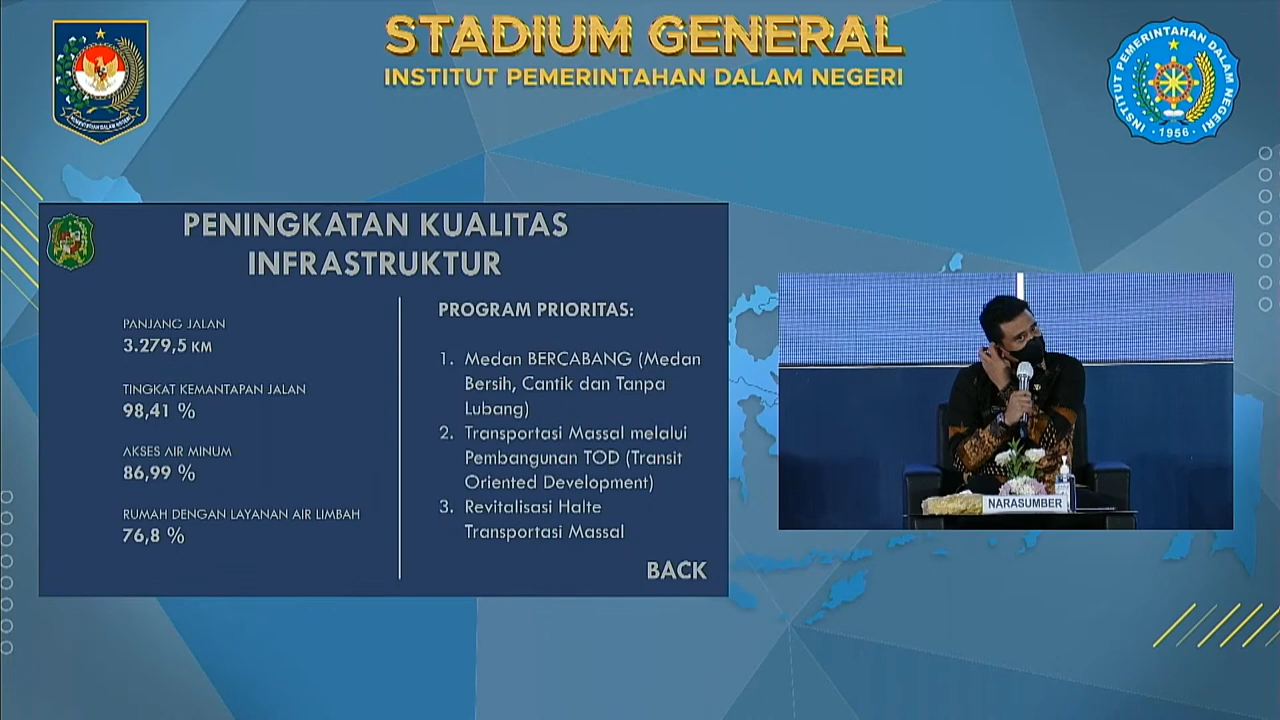 STADIUM GENERAL
INSTITUT PEMERINTAHAN DALAM NEGERI
KEMENTERIAN DALAM NEGERI
INSTITUT PEMERINTAHAN DALAM NEGERI
· 1956 ·
PENINGKATAN KUALITAS
INFRASTRUKTUR
PANJANG JALAN
3.279,5 KM
TINGKAT KEMANTAPAN JALAN
98,41 %
AKSES AIR MINUM
86,99 %
RUMAH DENGAN LAYANAN AIR LIMBAH
76,8 %
PROGRAM PRIORITAS:
1. Medan BERCABANG (Medan
Bersih, Cantik dan Tanpa
Lubang)
2. Transportasi Massal melalui
Pembangunan TOD (Transit
Oriented Development)
3. Revitalisasi Halte
Transportasi Massal
BACK
NARASUMBER